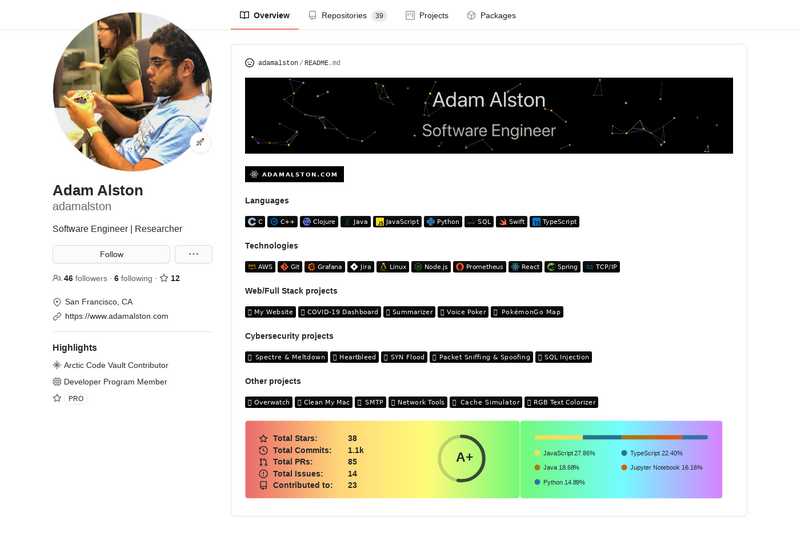 Overview
Repositories 39
Projects
Packages
Adam Alston
adamalston
Software Engineer | Researcher
Follow
46 followers · 6 following · 12
San Francisco, CA
https://www.adamalston.com
Highlights
Arctic Code Vault Contributor
Developer Program Member
PRO
adamalston/README.md
Adam Alston
Software Engineer
ADAMALSTON.COM
Languages
C C++ Clojure Java JavaScript Python SQL Swift TypeScript
Technologies
AWS Git Grafana Jira Linux Node.js Prometheus React Spring TCP/IP
Web/Full Stack projects
My Website COVID-19 Dashboard Summarizer Voice Poker PokémonGo Map
Cybersecurity projects
Spectre & Meltdown Heartbleed SYN Flood Packet Sniffing & Spoofing SQL Injection
Other projects
Overwatch Clean My Mac SMTP Network Tools Cache Simulator RGB Text Colorizer
Total Stars: 38
Total Commits: 1.1k
Total PRs: 85
Total Issues: 14
Contributed to: 23
A+
JavaScript 27.86% TypeScript 22.40%
Java 18.68% Jupyter Notebook 16.16%
Python 14.89%